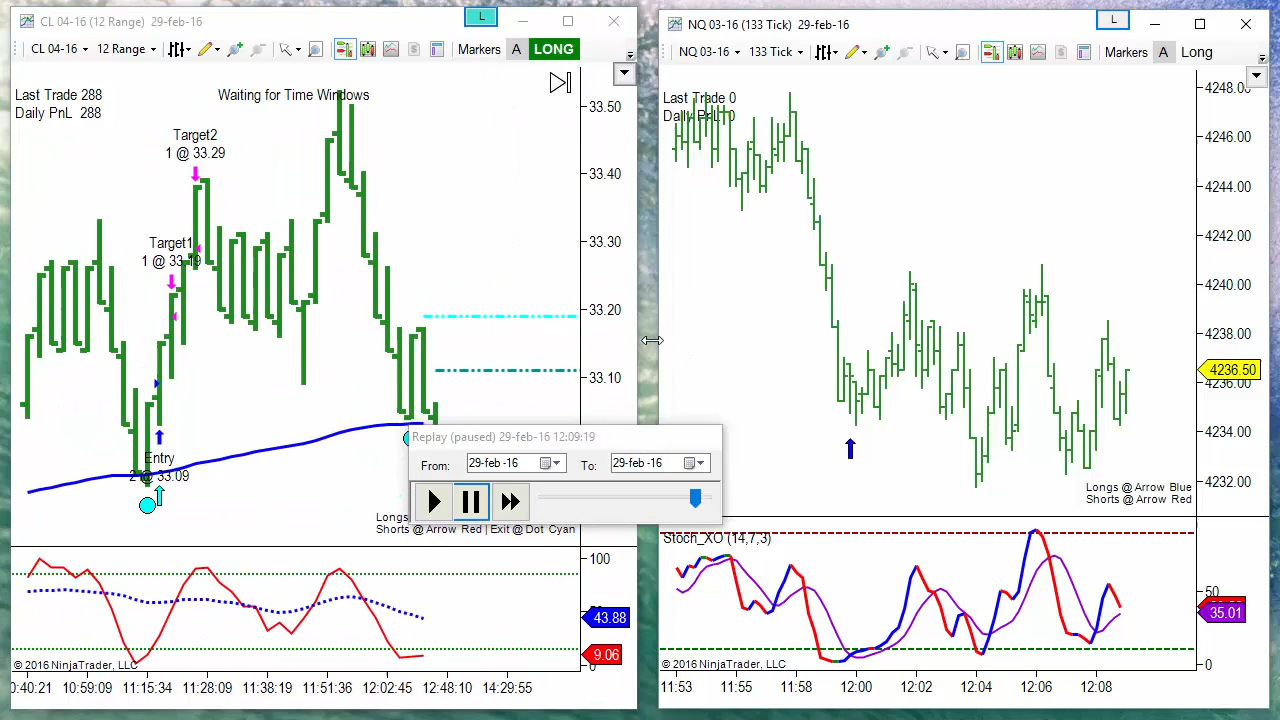 CL 04-16 (12 Range) 29-feb-16
L
CL 04-16
12 Range
Markers
A
LONG
Last Trade 288
Daily PnL 288
Waiting for Time Windows
Target2
1 @ 33.29
Target1
1 @ 33.19
Entry
2 @ 33.09
33.50
33.40
33.30
33.20
33.10
Longs
Shorts @ Arrow Red | Exit @ Dot Cyan
100
43.88
9.06
0
© 2016 NinjaTrader, LLC
0:40:21
10:59:09
11:15:34
11:29:00
11:38:19
11:51:36
12:02:45
12:48:10
14:29:55
Replay (paused) 29-feb-16 12:09:19
From:
29-feb -16
To:
29-feb -16
NQ 03-16 (133 Tick) 29-feb-16
L
NQ 03-16
133 Tick
Markers
A
Long
Last Trade 0
Daily PnL 0
4248.00
4246.00
4244.00
4242.00
4240.00
4238.00
4236.50
4236.00
4234.00
4232.00
Longs @ Arrow Blue
Shorts @ Arrow Red
Stoch_XO (14,7,3)
50
35.01
0
© 2016 NinjaTrader, LLC
11:53
11:55
11:58
12:00
12:02
12:04
12:06
12:08